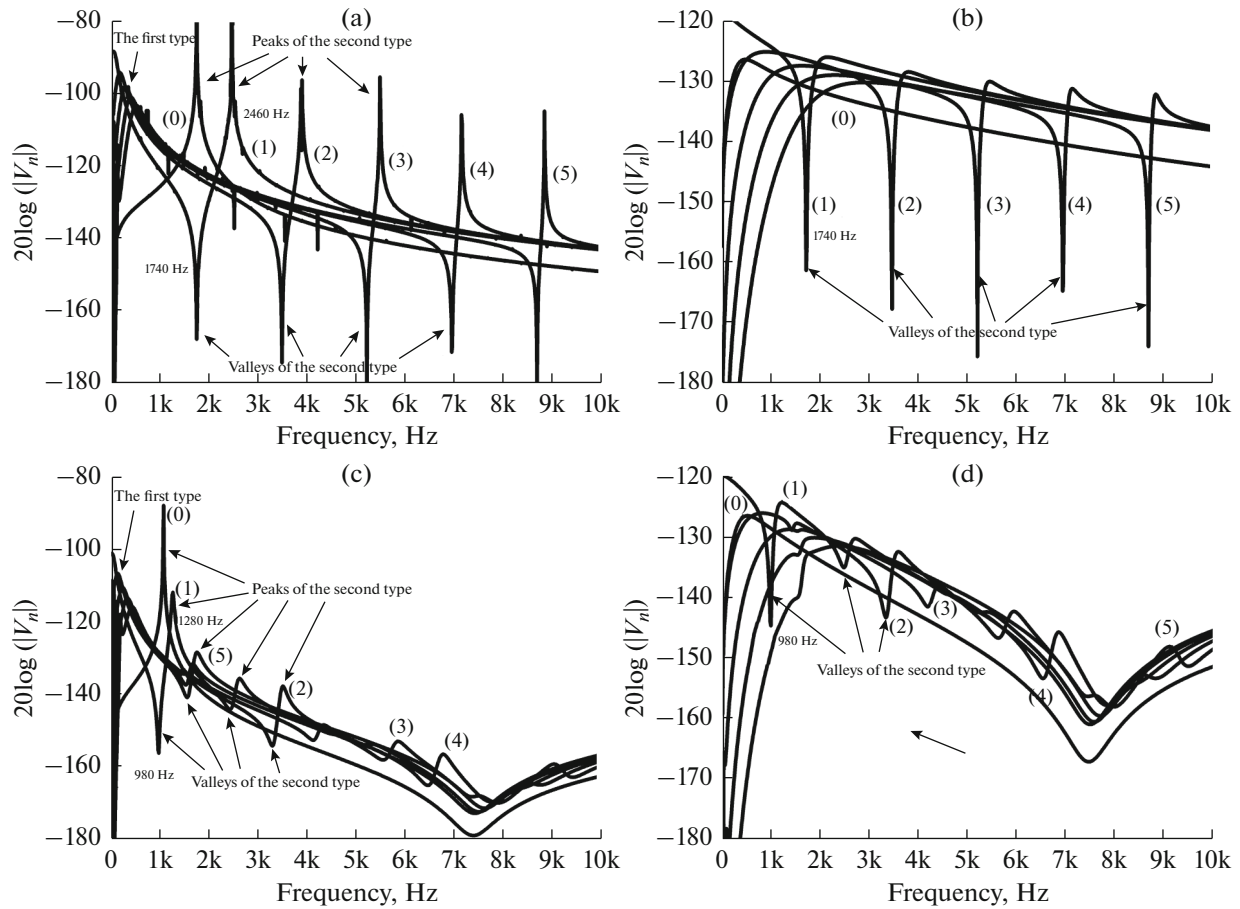 (a)
−80
−100
−120
−140
−160
−180
20log (|Vn|)
The first type
Peaks of the second type
2460 Hz
(0)
(1)
(2)
(3)
(4)
(5)
1740 Hz
Valleys of the second type
0 1k 2k 3k 4k 5k 6k 7k 8k 9k 10k
Frequency, Hz
(b)
−120
−130
−140
−150
−160
−170
−180
20log (|Vn|)
(0)
(1)
(2)
(3)
(4)
(5)
1740 Hz
Valleys of the second type
0 1k 2k 3k 4k 5k 6k 7k 8k 9k 10k
Frequency, Hz
(c)
−80
−100
−120
−140
−160
−180
20log (|Vn|)
The first type
(0)
(1)
Peaks of the second type
1280 Hz
(5)
(2)
(3)
(4)
980 Hz
Valleys of the second type
0 1k 2k 3k 4k 5k 6k 7k 8k 9k 10k
Frequency, Hz
(d)
−120
−130
−140
−150
−160
−170
−180
20log (|Vn|)
(0)
(1)
(3)
(2)
980 Hz
(5)
Valleys of the second type
(4)
0 1k 2k 3k 4k 5k 6k 7k 8k 9k 10k
Frequency, Hz